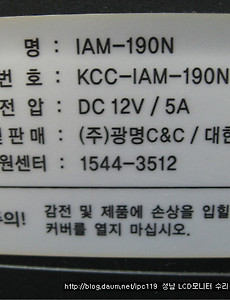 명 : IAM-190N
번 호 : KCC-IAM-190N
전 압 : DC 12V / 5A
판 매 : (주)광명C&C / 대한
원센터 : 1544-3512
주의! 감전 및 제품에 손상을 입힐
커버를 열지 마십시오.
http://blog.daum.net/ipc119 성남 LCD모니터 수리